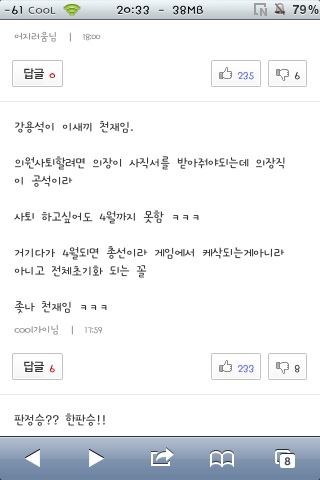 -61 CooL 20:33 - 38MB 79%
어지러움님 | 18:00
답글 0 235 6
강용석이 이새끼 천재임.
의원사퇴할려면 의장이 사직서를 받아줘야되는데 의장직
이 공석이라
사퇴 하고싶어도 4월까지 못함 ㅋㅋㅋ
거기다가 4월되면 총선이라 게임에서 케삭되는게아니라
아니고 전체초기화 되는 꼴
좃나 천재임 ㅋㅋㅋ
cool가이님 | 17:59
답글 6 233 8
판정승?? 한판승!!
8